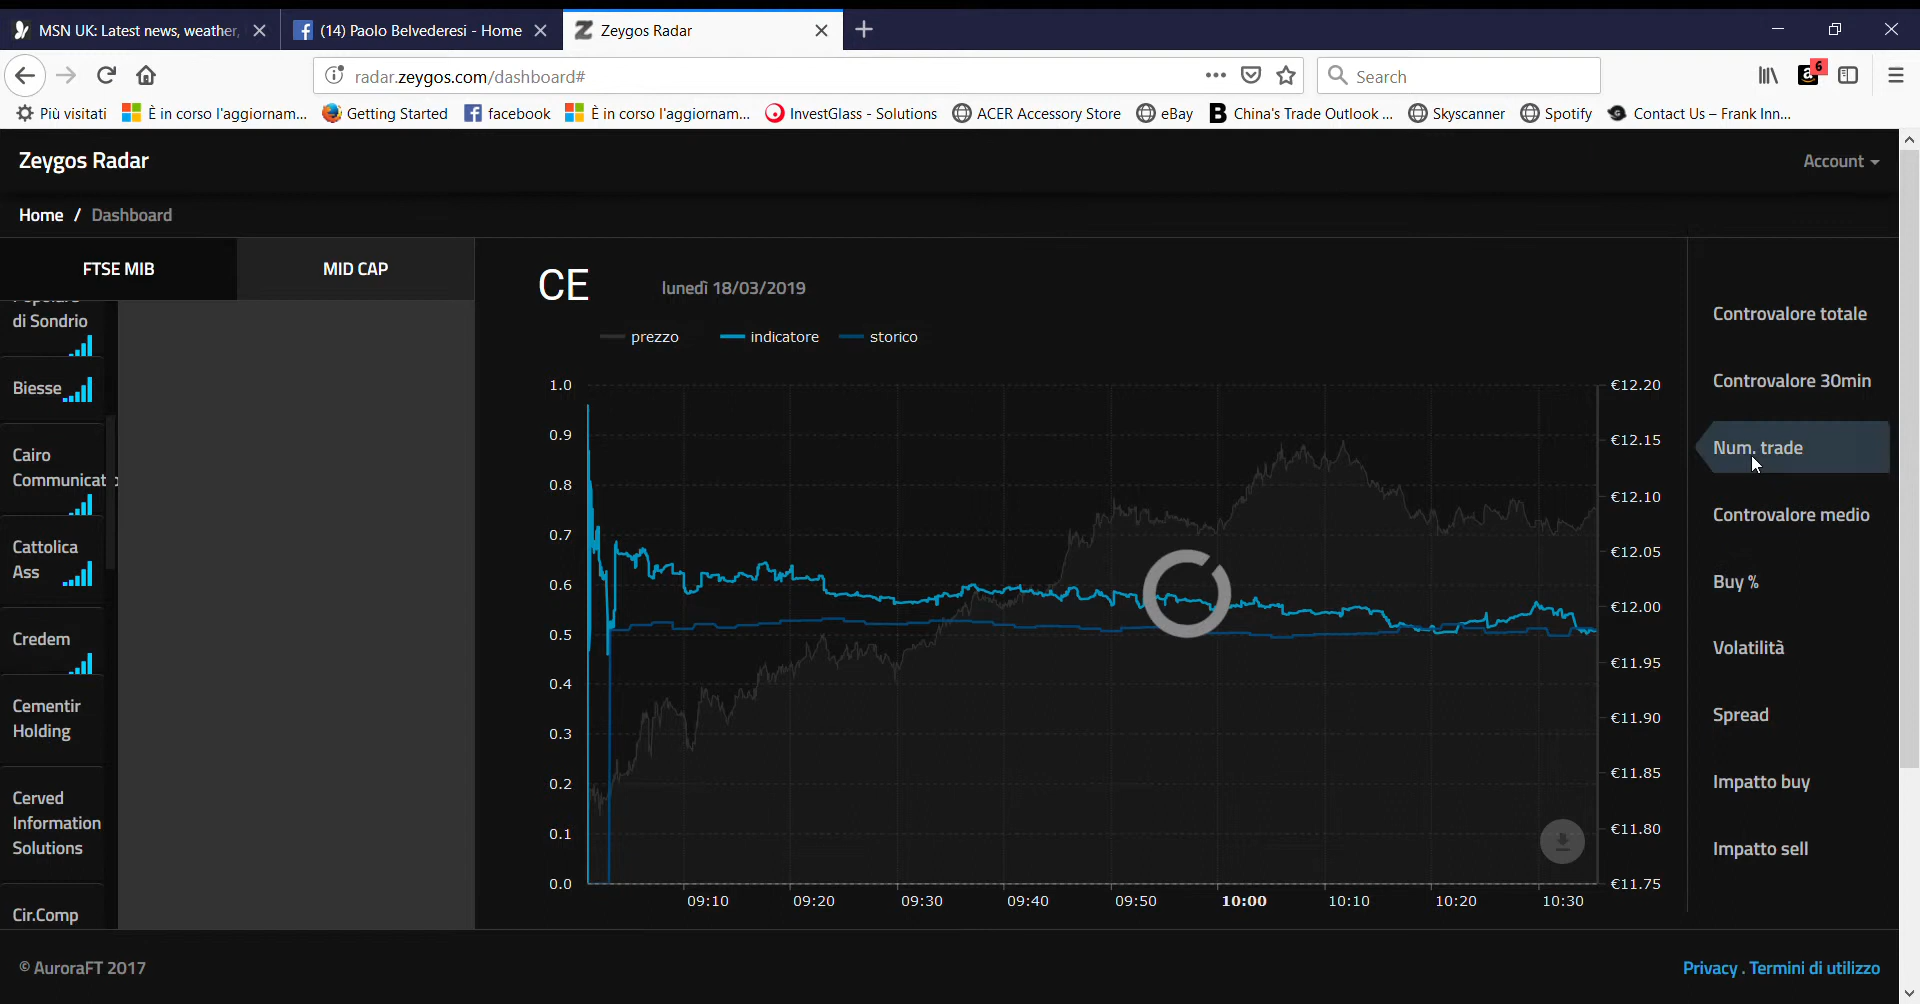 MSN UK: Latest news, weather,
(14) Paolo Belvederesi - Home
Zeygos Radar
radar.zeygos.com/dashboard#
Search
6
Più visitati
È in corso l'aggiornam...
Getting Started
facebook
È in corso l'aggiornam...
InvestGlass - Solutions
ACER Accessory Store
eBay
China's Trade Outlook ...
Skyscanner
Spotify
Contact Us – Frank Inn...
Zeygos Radar
Account
Home / Dashboard
FTSE MIB
MID CAP
di Sondrio
Biesse
Cairo
Communicat
Cattolica
Ass
Credem
Cementir
Holding
Cerved
Information
Solutions
Cir.Comp
CE
lunedì 18/03/2019
prezzo
indicatore
storico
1.0
0.9
0.8
0.7
0.6
0.5
0.4
0.3
0.2
0.1
0.0
€12.20
€12.15
€12.10
€12.05
€12.00
€11.95
€11.90
€11.85
€11.80
€11.75
09:10
09:20
09:30
09:40
09:50
10:00
10:10
10:20
10:30
Controvalore totale
Controvalore 30min
Num. trade
Controvalore medio
Buy %
Volatilità
Spread
Impatto buy
Impatto sell
© AuroraFT 2017
Privacy . Termini di utilizzo